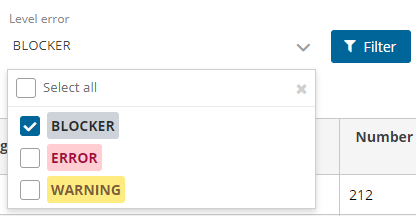 Level error
BLOCKER
Filter
Select all
BLOCKER
ERROR
WARNING
Number
212